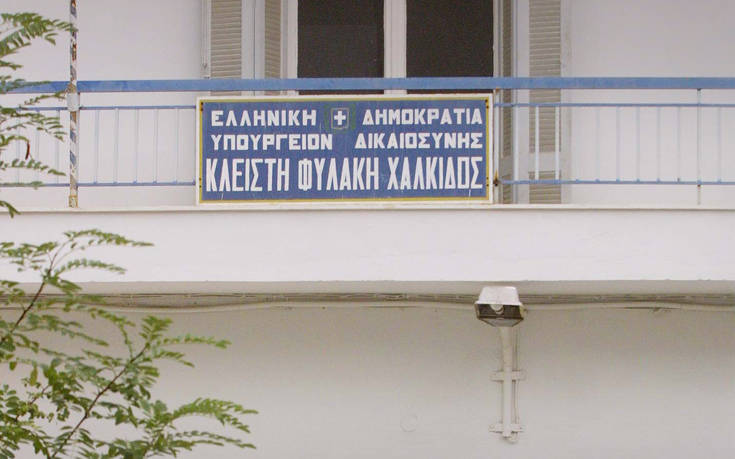 ΕΛΛΗΝΙΚΗ ΔΗΜΟΚΡΑΤΙΑ
ΥΠΟΥΡΓΕΙΟΝ ΔΙΚΑΙΟΣΥΝΗΣ
ΚΛΕΙΣΤΗ ΦΥΛΑΚΗ ΧΑΛΚΙΔΟΣ